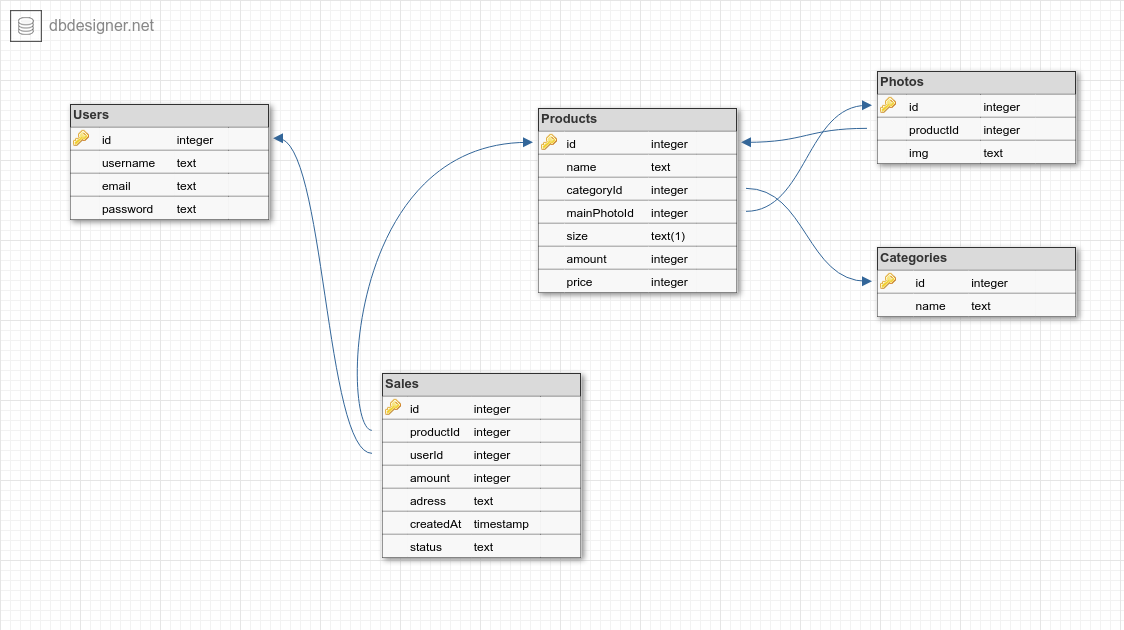 dbdesigner.net
Users
id integer
username text
email text
password text
Products
id integer
name text
categoryId integer
mainPhotoId integer
size text(1)
amount integer
price integer
Photos
id integer
productId integer
img text
Categories
id integer
name text
Sales
id integer
productId integer
userId integer
amount integer
adress text
createdAt timestamp
status text